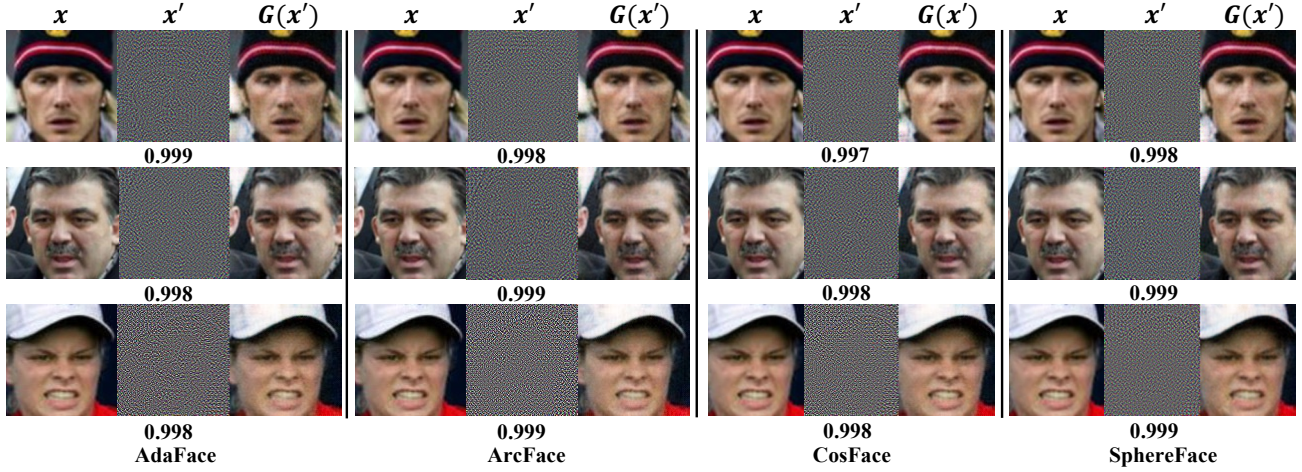 x x′ G(x′) x x′ G(x′) x x′ G(x′) x x′ G(x′)
0.999 0.998 0.997 0.998
0.998 0.999 0.998 0.999
0.998 0.999 0.998 0.999
AdaFace ArcFace CosFace SphereFace